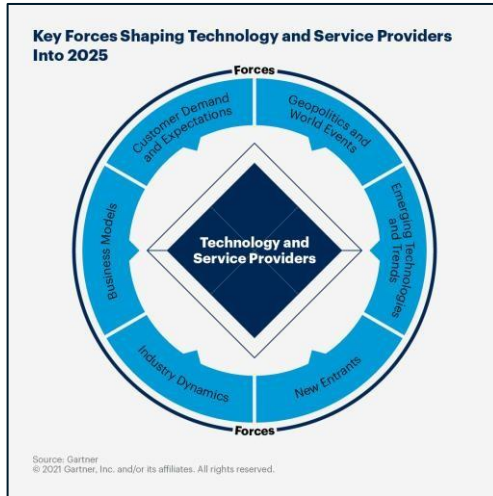 Key Forces Shaping Technology and Service Providers
Into 2025
Forces
Customer Demand
and Expectations
Geopolitics and
World Events
Business Models
Technology and
Service Providers
Emerging Technologies
and Trends
Industry Dynamics
New Entrants
Forces
Source: Gartner
© 2021 Gartner, Inc. and/or its affiliates. All rights reserved.